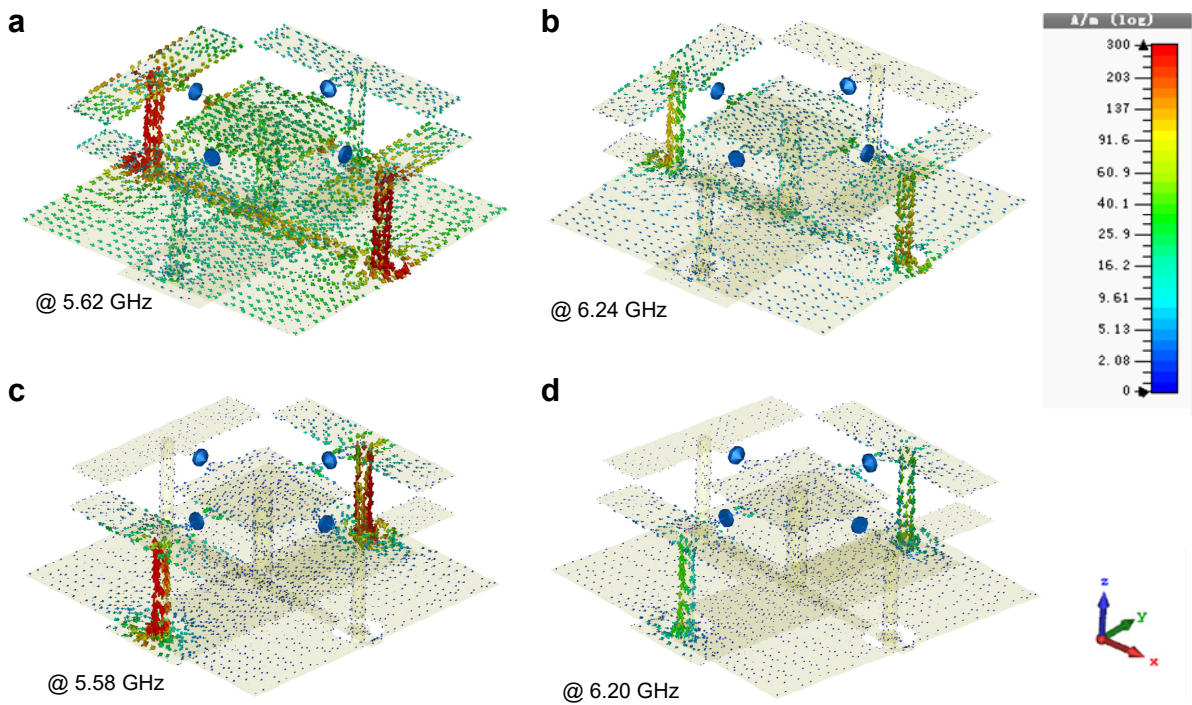 a
b
A/m (log)
300
203
137
91.6
60.9
40.1
25.9
16.2
9.61
5.13
2.08
0
@ 5.62 GHz
@ 6.24 GHz
c
d
@ 5.58 GHz
@ 6.20 GHz
z
y
x